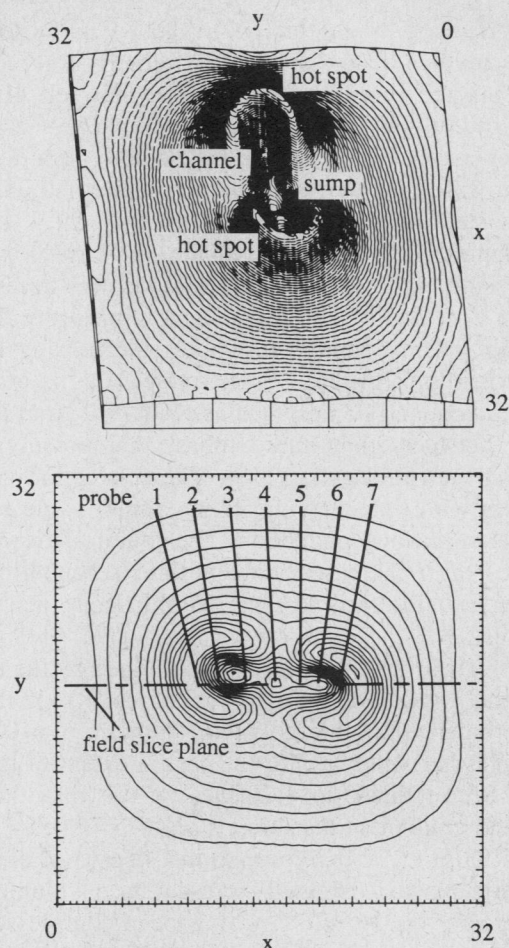 y
32
0
hot spot
channel
sump
x
hot spot
32
32
probe 1 2 3 4 5 6 7
y
field slice plane
0
x
32